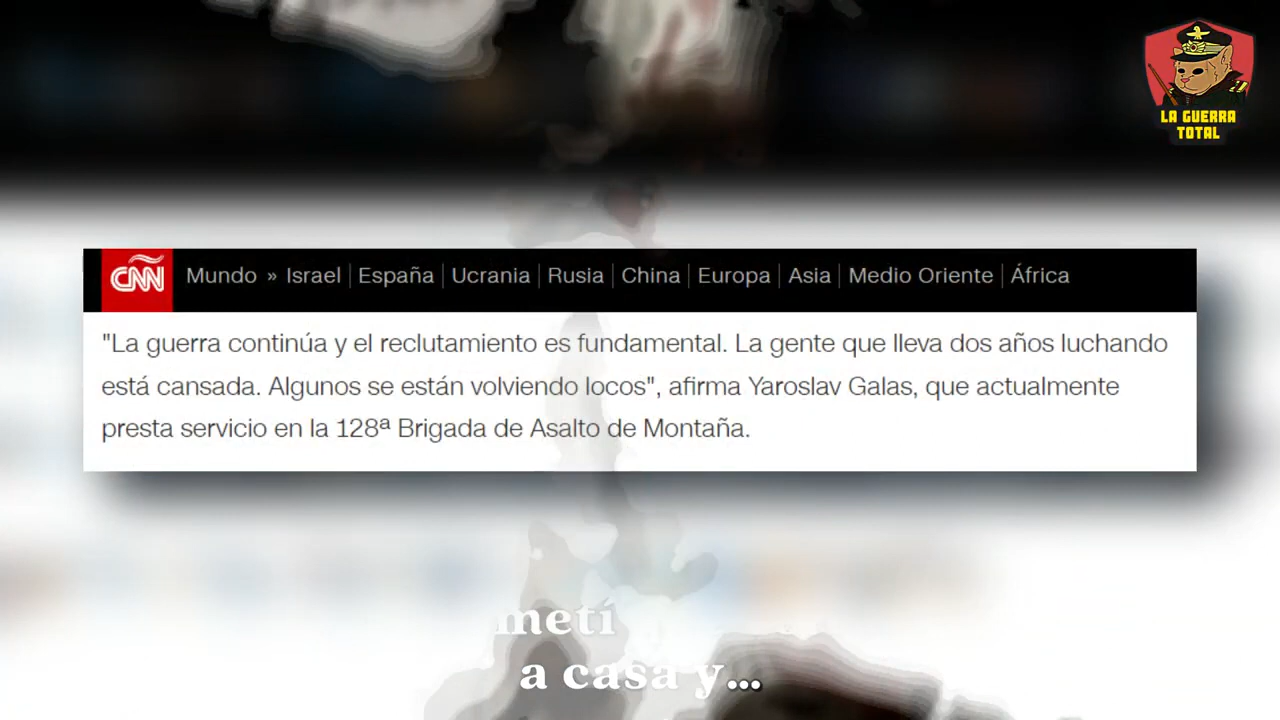 LA GUERRA
TOTAL
CNN
Mundo » Israel | España | Ucrania | Rusia | China | Europa | Asia | Medio Oriente | África
"La guerra continúa y el reclutamiento es fundamental. La gente que lleva dos años luchando
está cansada. Algunos se están volviendo locos", afirma Yaroslav Galas, que actualmente
presta servicio en la 128ª Brigada de Asalto de Montaña.
metí
a casa y...